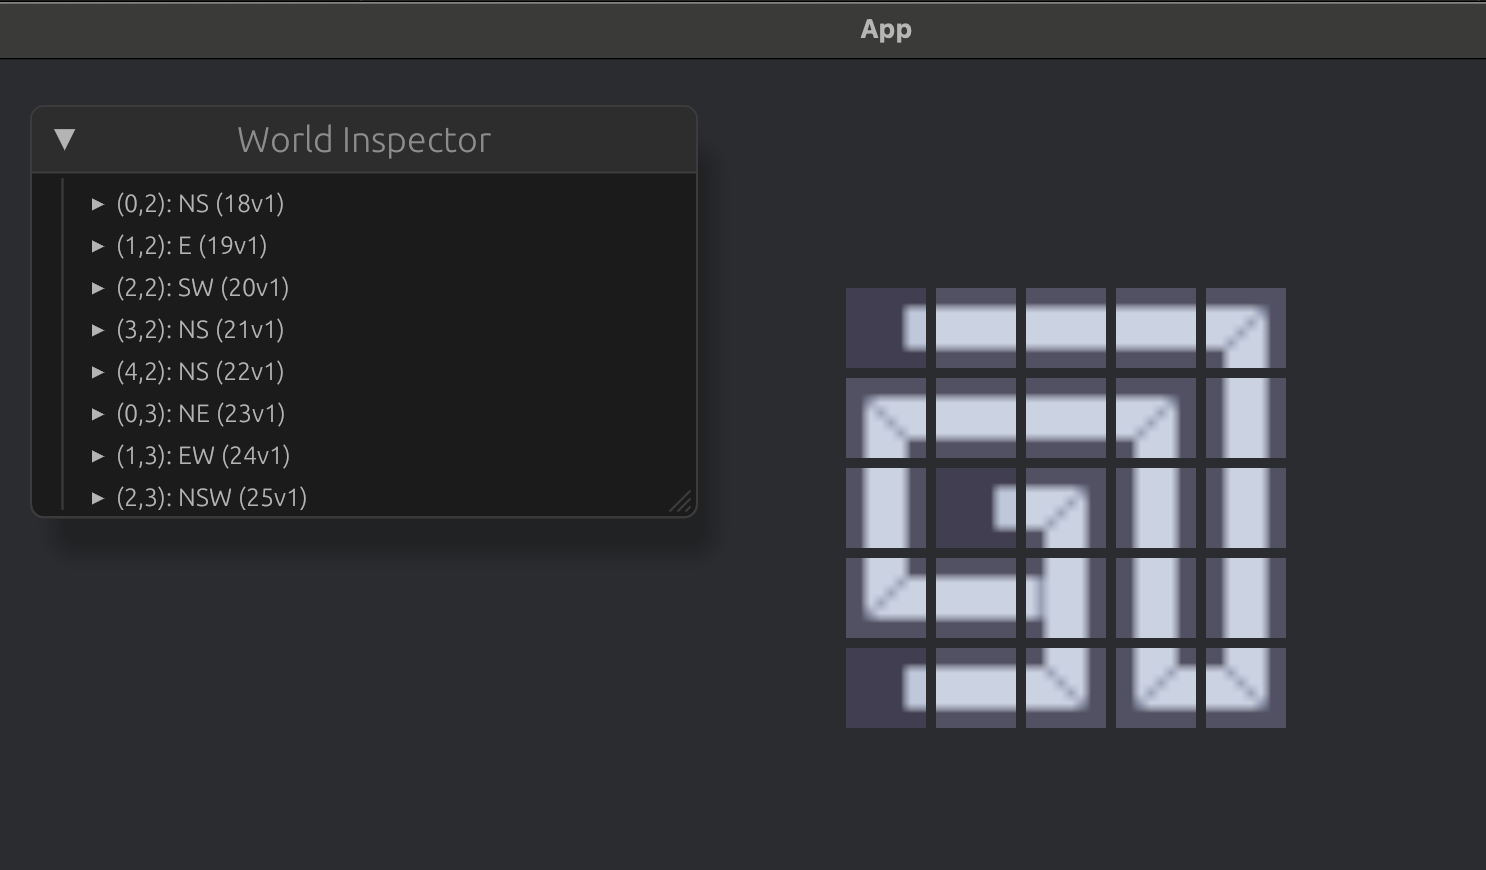 App
▼ World Inspector
▶ (0,2): NS (18v1)
▶ (1,2): E (19v1)
▶ (2,2): SW (20v1)
▶ (3,2): NS (21v1)
▶ (4,2): NS (22v1)
▶ (0,3): NE (23v1)
▶ (1,3): EW (24v1)
▶ (2,3): NSW (25v1)